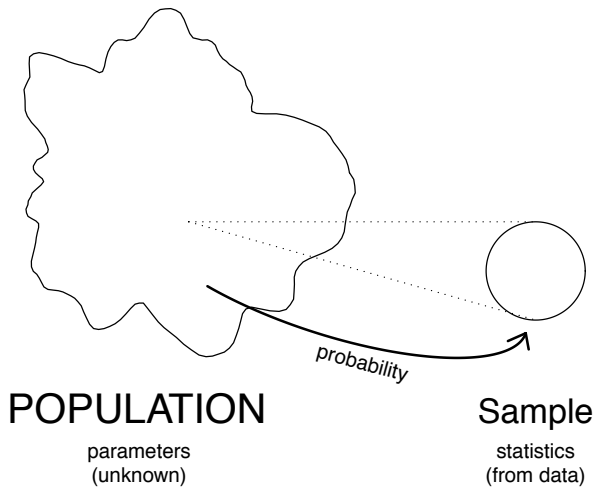 probability
POPULATION
parameters
(unknown)
Sample
statistics
(from data)